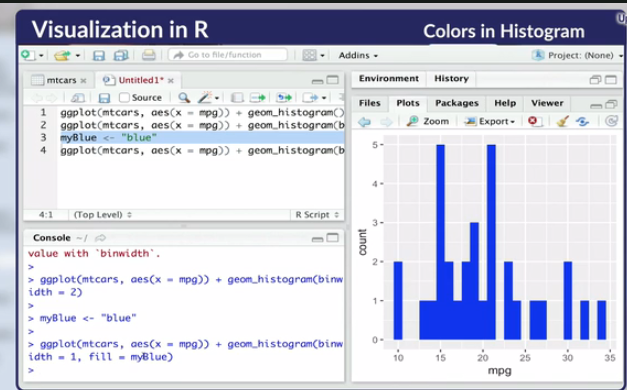 Visualization in R
Colors in Histogram
Go to file/function
Addins
Project: (None)
mtcars
Untitled1*
Source
1 ggplot(mtcars, aes(x = mpg)) + geom_histogram()
2 ggplot(mtcars, aes(x = mpg)) + geom_histogram(b
3 myBlue <- "blue"
4 ggplot(mtcars, aes(x = mpg)) + geom_histogram(b
4:1 (Top Level) R Script
Console ~/
value with `binwidth`.
>
> ggplot(mtcars, aes(x = mpg)) + geom_histogram(binw
idth = 2)
>
> myBlue <- "blue"
>
> ggplot(mtcars, aes(x = mpg)) + geom_histogram(binw
idth = 1, fill = myBlue)
>
Environment History
Files Plots Packages Help Viewer
Zoom Export
5
4
3
2
1
0
count
10 15 20 25 30 35
mpg